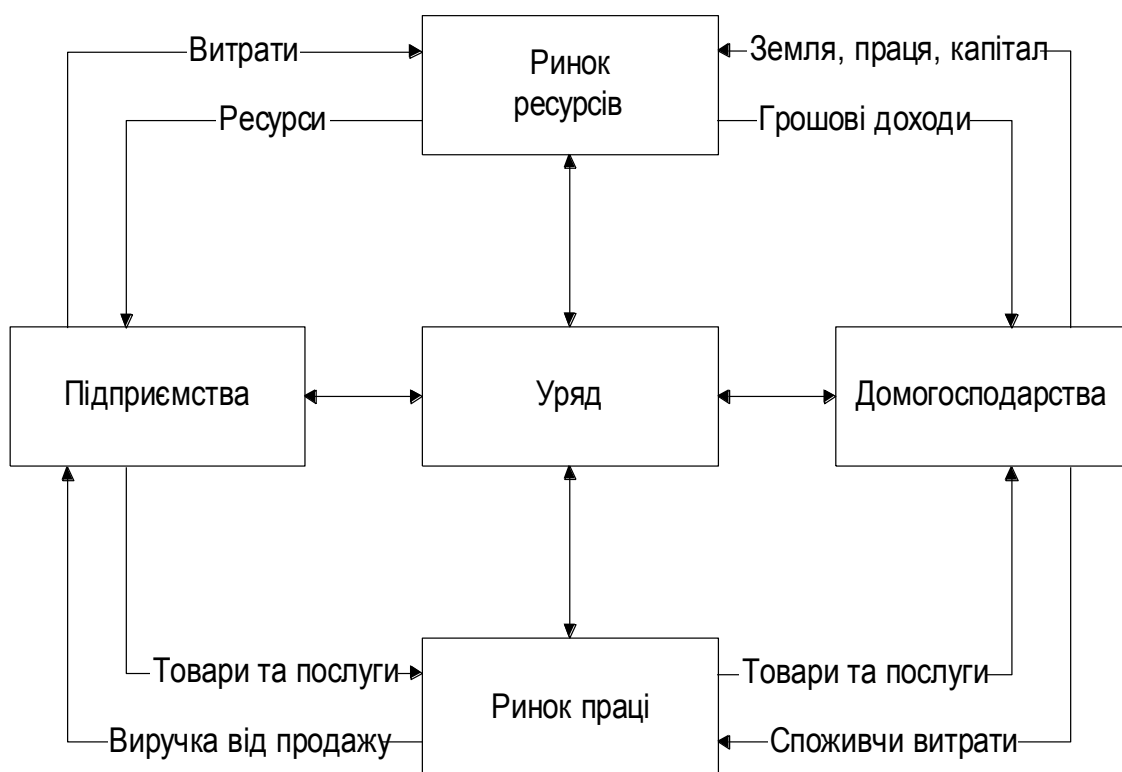 Витрати
Ринок
ресурсів
Земля, праця, капітал
Ресурси
Грошові доходи
Підприємства
Уряд
Домогосподарства
Товари та послуги
Ринок праці
Товари та послуги
Виручка від продажу
Споживчи витрати